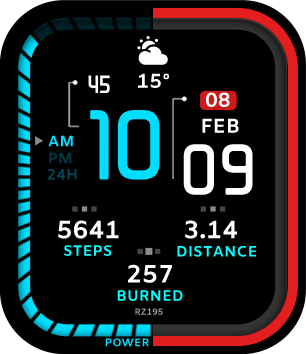 45
15°
08
10
FEB
AM
PM
24H
09
5641
STEPS
3.14
DISTANCE
257
BURNED
RZ195
POWER